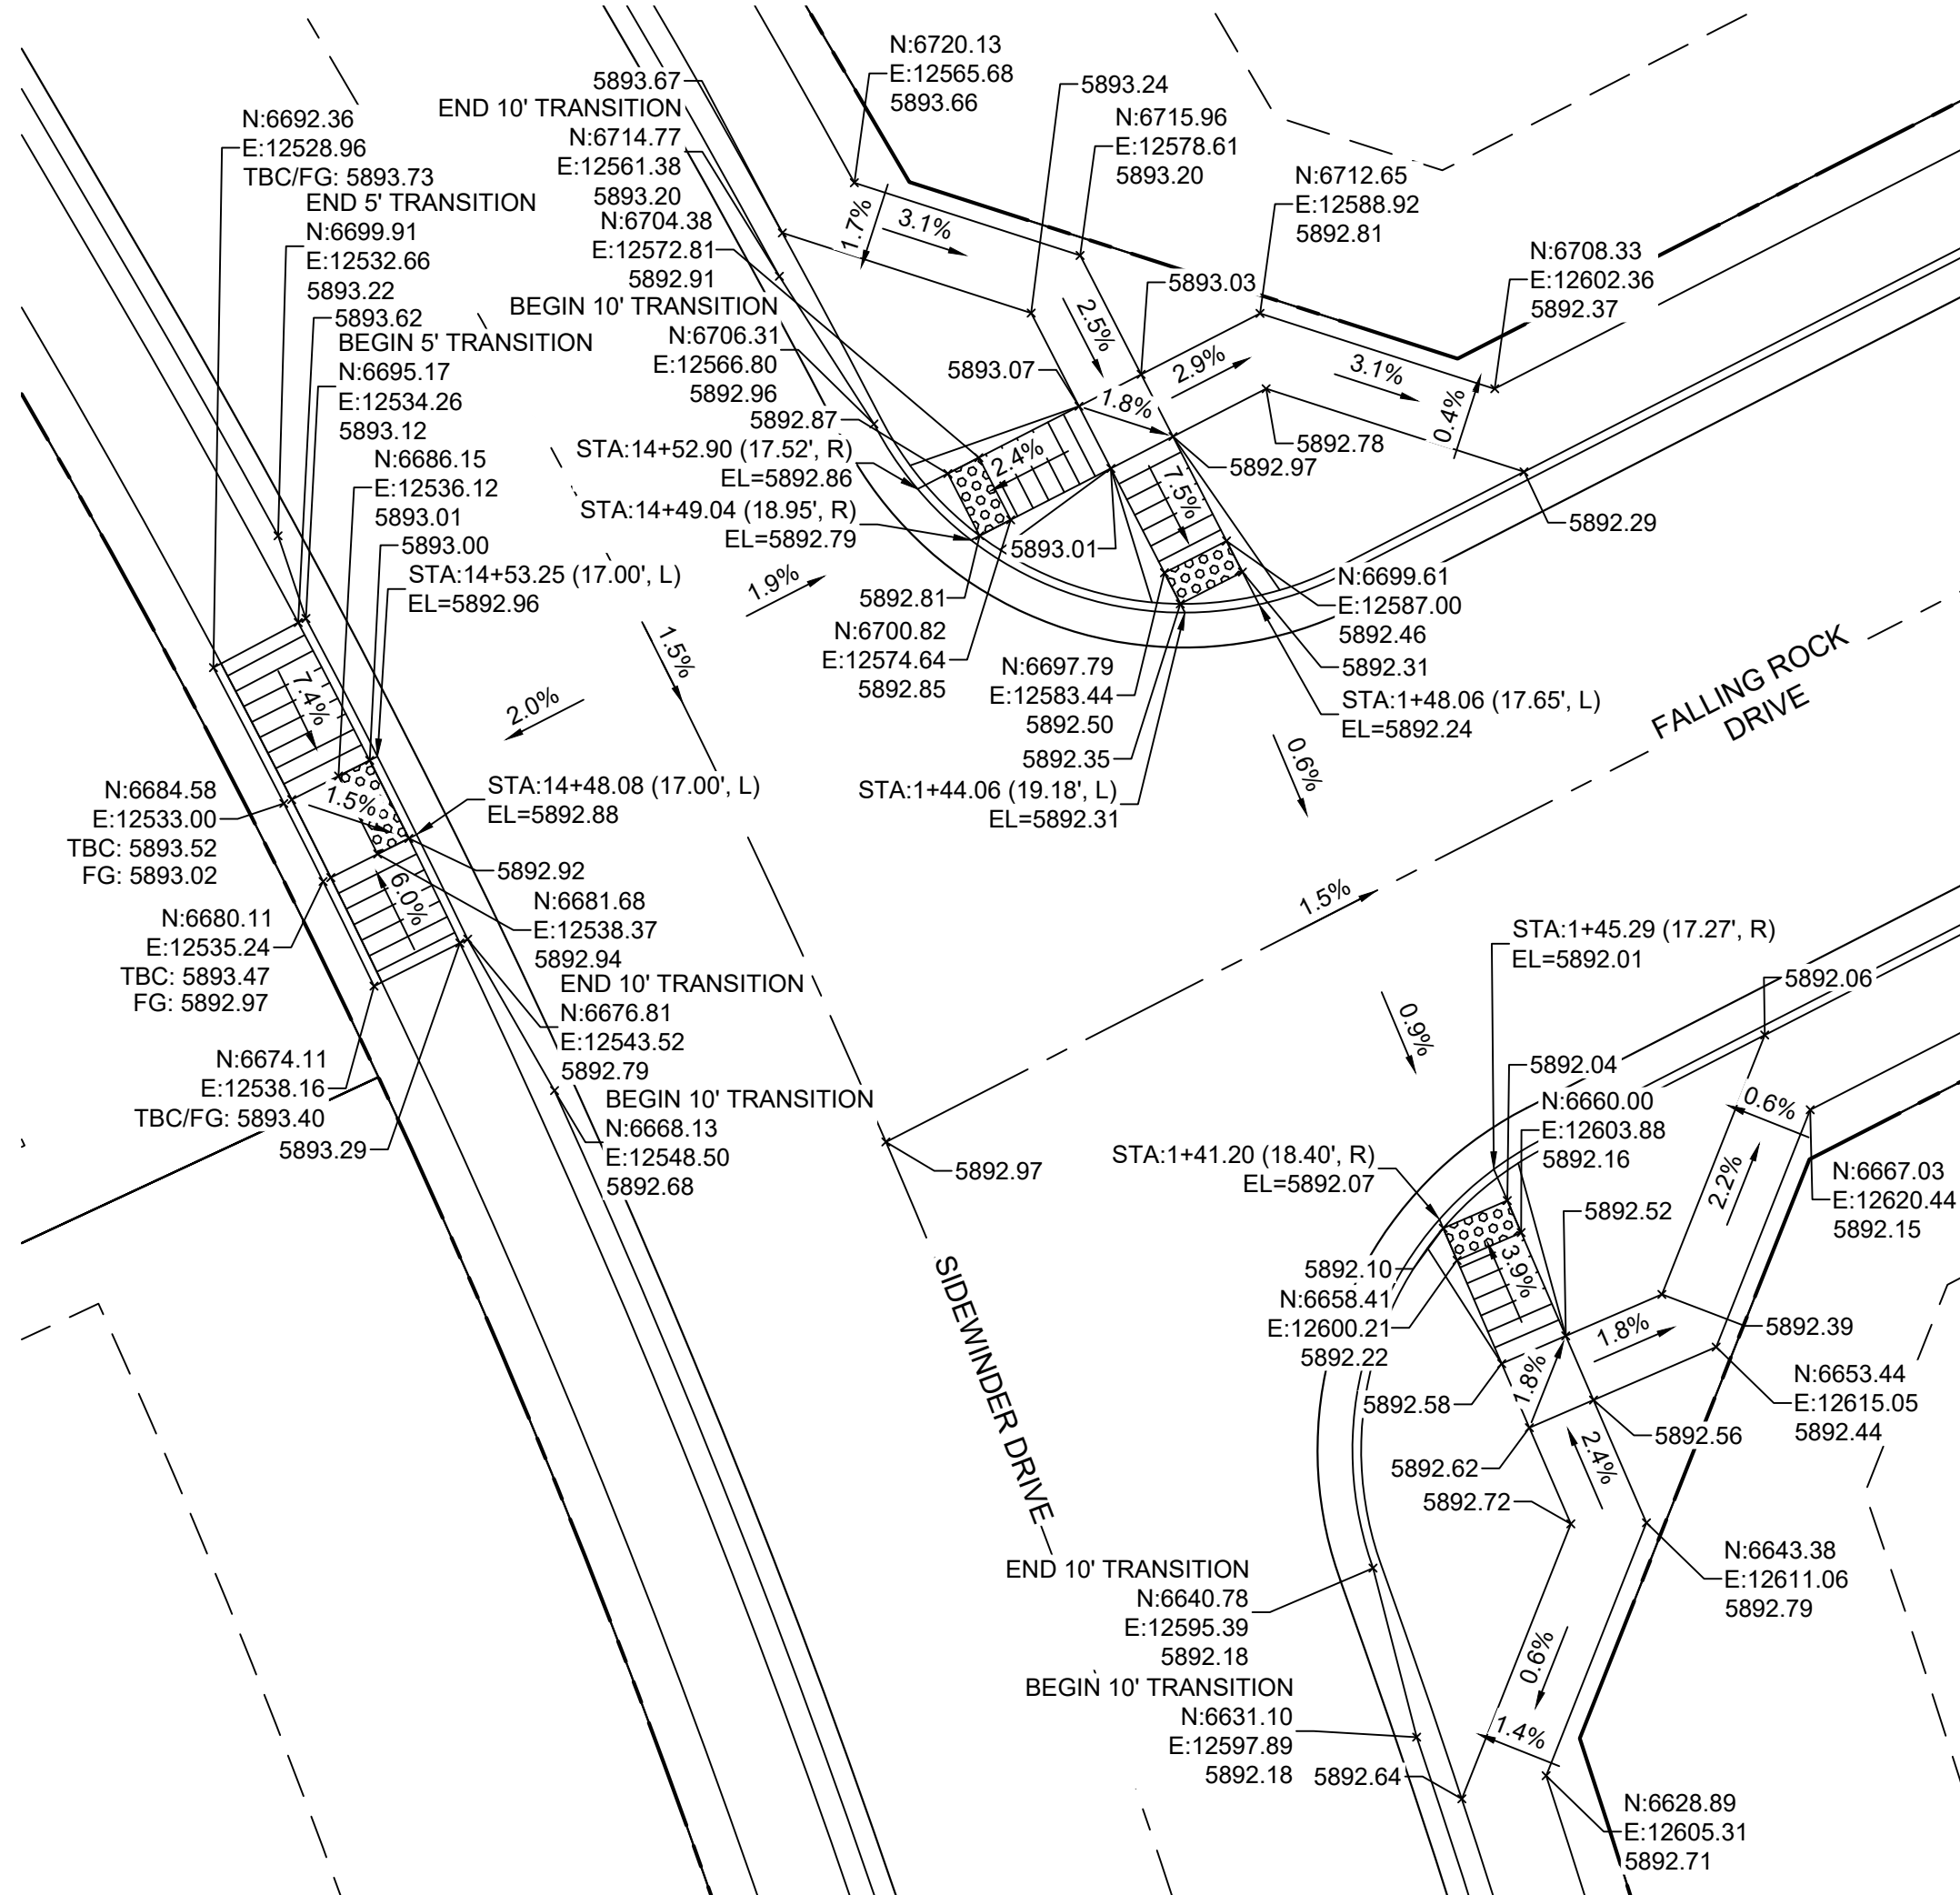 N:6720.13
E:12565.68
5893.66
5893.67
5893.24
END 10' TRANSITION
N:6714.77
E:12561.38
5893.20
N:6715.96
E:12578.61
5893.20
N:6692.36
E:12528.96
TBC/FG: 5893.73
END 5' TRANSITION
N:6699.91
E:12532.66
5893.22
N:6712.65
E:12588.92
5892.81
N:6704.38
E:12572.81
5892.91
1.7%
3.1%
N:6708.33
E:12602.36
5892.37
5893.03
5893.62
BEGIN 5' TRANSITION
N:6695.17
E:12534.26
5893.12
BEGIN 10' TRANSITION
N:6706.31
E:12566.80
5892.96
2.5%
2.9%
3.1%
0.4%
5893.07
1.8%
5892.87
STA:14+52.90 (17.52', R)
EL=5892.86
2.4%
5892.78
5892.97
7.5%
N:6686.15
E:12536.12
5893.01
5893.00
STA:14+53.25 (17.00', L)
EL=5892.96
STA:14+49.04 (18.95', R)
EL=5892.79
5893.01
5892.29
1.9%
5892.81
N:6700.82
E:12574.64
5892.85
N:6699.61
E:12587.00
5892.46
1.5%
N:6697.79
E:12583.44
5892.50
5892.31
STA:1+48.06 (17.65', L)
EL=5892.24
FALLING ROCK
DRIVE
7.4%
2.0%
5892.35
STA:1+44.06 (19.18', L)
EL=5892.31
0.6%
N:6684.58
E:12533.00
TBC: 5893.52
FG: 5893.02
1.5%
STA:14+48.08 (17.00', L)
EL=5892.88
5892.92
N:6681.68
E:12538.37
5892.94
6.0%
N:6680.11
E:12535.24
TBC: 5893.47
FG: 5892.97
1.5%
STA:1+45.29 (17.27', R)
EL=5892.01
5892.06
END 10' TRANSITION
N:6676.81
E:12543.52
5892.79
0.9%
N:6674.11
E:12538.16
TBC/FG: 5893.40
5893.29
BEGIN 10' TRANSITION
N:6668.13
E:12548.50
5892.68
5892.04
N:6660.00
E:12603.88
5892.16
0.6%
STA:1+41.20 (18.40', R)
EL=5892.07
5892.97
2.2%
N:6667.03
E:12620.44
5892.15
5892.52
5892.10
N:6658.41
E:12600.21
5892.22
3.9%
SIDEWINDER DRIVE
1.8%
5892.39
1.8%
5892.58
N:6653.44
E:12615.05
5892.44
5892.56
2.4%
5892.62
5892.72
END 10' TRANSITION
N:6640.78
E:12595.39
5892.18
N:6643.38
E:12611.06
5892.79
0.6%
BEGIN 10' TRANSITION
N:6631.10
E:12597.89
5892.18
1.4%
5892.64
N:6628.89
E:12605.31
5892.71